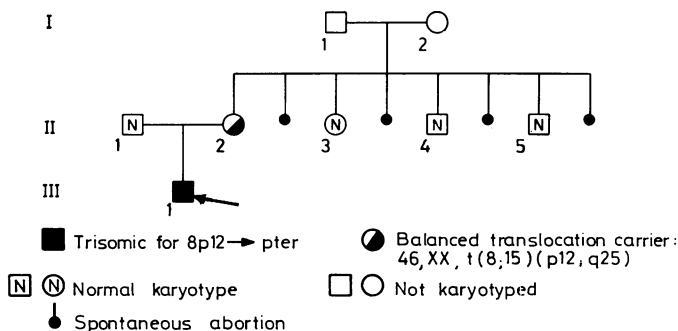 I
1 2
II
N N N N
1 2 3 4 5
III
1
Trisomic for 8p12→pter
Balanced translocation carrier:
46,XX, t(8;15)(p12;q25)
N N Normal karyotype
Not karyotyped
Spontaneous abortion